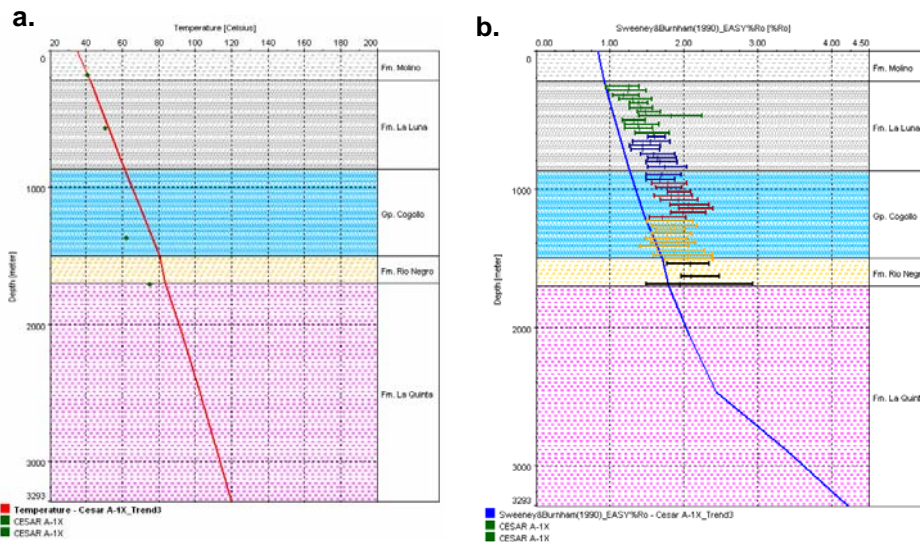 a.
Temperature [Celsius]
20 40 60 80 100 120 140 160 180 200
0
1000
2000
3000
3293
Depth [meter]
Fm. Molino
Fm. La Luna
Gp. Cogollo
Fm. Rio Negro
Fm. La Quinta
Temperature - Cesar A-1X_Trend3
CESAR A-1X
CESAR A-1X
b.
Sweeney&Burnham(1990)_EASY%Ro [%Ro]
0.00 1.00 2.00 3.00 4.00 4.50
0
1000
2000
3000
3293
Depth [meter]
Fm. Molino
Fm. La Luna
Gp. Cogollo
Fm. Rio Negr
Fm. La Quint
Sweeney&Burnham(1990)_EASY%Ro - Cesar A-1X_Trend3
CESAR A-1X
CESAR A-1X